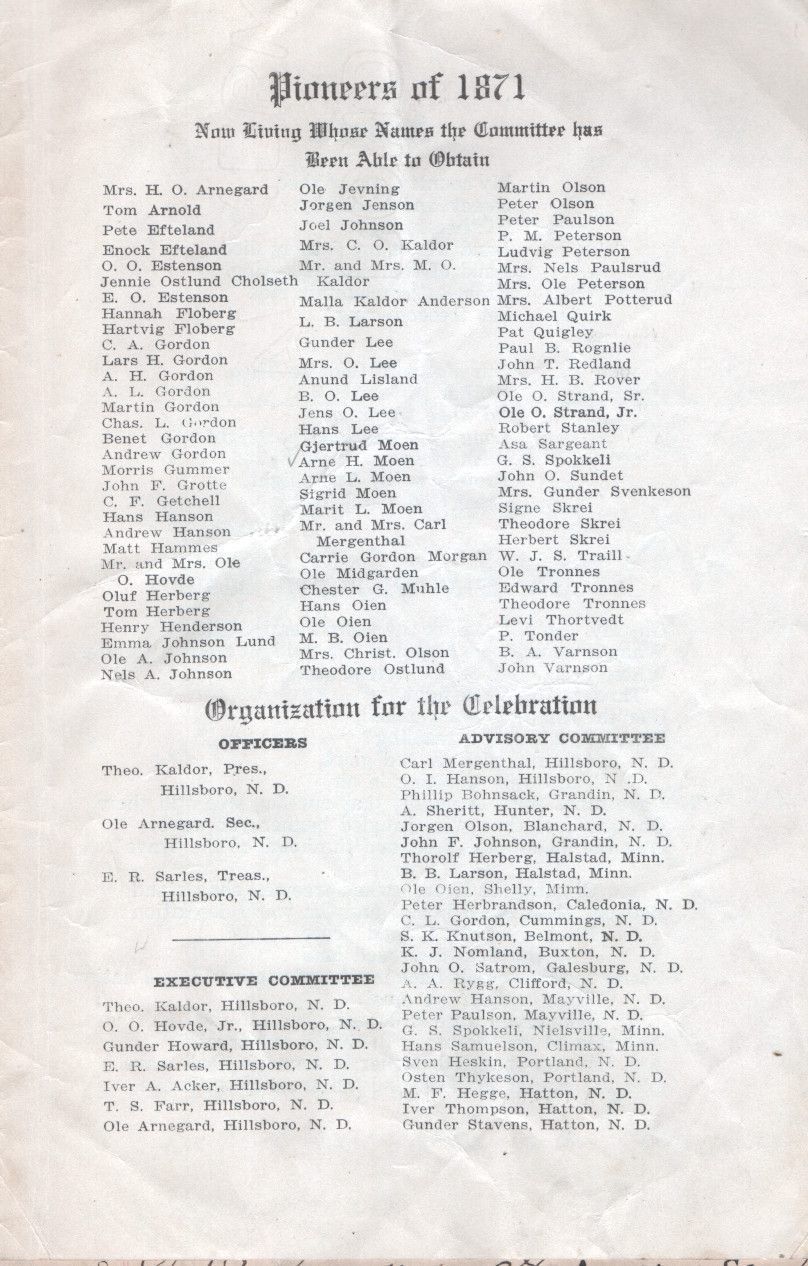 Pioneers of 1871
Now Living Whose Names the Committee has
Been Able to Obtain
Mrs. H. O. Arnegard
Tom Arnold
Pete Efteland
Enock Efteland
O. O. Estenson
Jennie Ostlund Cholseth
E. O. Estenson
Hannah Floberg
Hartvig Floberg
C. A. Gordon
Lars H. Gordon
A. H. Gordon
A. L. Gordon
Martin Gordon
Chas. L. Gordon
Benet Gordon
Andrew Gordon
Morris Gummer
John F. Grotte
C. F. Getchell
Hans Hanson
Andrew Hanson
Matt Hammes
Mr. and Mrs. Ole
O. Hovde
Oluf Herberg
Tom Herberg
Henry Henderson
Emma Johnson Lund
Ole A. Johnson
Nels A. Johnson
Ole Jevning
Jorgen Jenson
Joel Johnson
Mrs. C. O. Kaldor
Mr. and Mrs. M. O.
Kaldor
Malla Kaldor Anderson
L. B. Larson
Gunder Lee
Mrs. O. Lee
Anund Lisland
B. O. Lee
Jens O. Lee
Hans Lee
Gjertrud Moen
✓Arne H. Moen
Arne L. Moen
Sigrid Moen
Marit L. Moen
Mr. and Mrs. Carl
Mergenthal
Carrie Gordon Morgan
Ole Midgarden
Chester G. Muhle
Hans Oien
Ole Oien
M. B. Oien
Mrs. Christ. Olson
Theodore Ostlund
Martin Olson
Peter Olson
Peter Paulson
P. M. Peterson
Ludvig Peterson
Mrs. Nels Paulsrud
Mrs. Ole Peterson
Mrs. Albert Potterud
Michael Quirk
Pat Quigley
Paul B. Rognlie
John T. Redland
Mrs. H. B. Rover
Ole O. Strand, Sr.
Ole O. Strand, Jr.
Robert Stanley
Asa Sargeant
G. S. Spokkeli
John O. Sundet
Mrs. Gunder Svenkeson
Signe Skrei
Theodore Skrei
Herbert Skrei
W. J. S. Traill
Ole Tronnes
Edward Tronnes
Theodore Tronnes
Levi Thortvedt
P. Tonder
B. A. Varnson
John Varnson
Organization for the Celebration
OFFICERS
Theo. Kaldor, Pres.,
Hillsboro, N. D.
Ole Arnegard. Sec.,
Hillsboro, N. D.
E. R. Sarles, Treas.,
Hillsboro, N. D.
EXECUTIVE COMMITTEE
Theo. Kaldor, Hillsboro, N. D.
O. O. Hovde, Jr., Hillsboro, N. D.
Gunder Howard, Hillsboro, N. D.
E. R. Sarles, Hillsboro, N. D.
Iver A. Acker, Hillsboro, N. D.
T. S. Farr, Hillsboro, N. D.
Ole Arnegard, Hillsboro, N. D.
ADVISORY COMMITTEE
Carl Mergenthal, Hillsboro, N. D.
O. I. Hanson, Hillsboro, N .D.
Phillip Bohnsack, Grandin, N. D.
A. Sheritt, Hunter, N. D.
Jorgen Olson, Blanchard, N. D.
John F. Johnson, Grandin, N. D.
Thorolf Herberg, Halstad, Minn.
B. B. Larson, Halstad, Minn.
Ole Oien, Shelly, Minn.
Peter Herbrandson, Caledonia, N. D.
C. L. Gordon, Cummings, N. D.
S. K. Knutson, Belmont, N. D.
K. J. Nomland, Buxton, N. D.
John O. Satrom, Galesburg, N. D.
A. A. Rygg, Clifford, N. D.
Andrew Hanson, Mayville, N. D.
Peter Paulson, Mayville, N. D.
G. S. Spokkeli, Nielsville, Minn.
Hans Samuelson, Climax, Minn.
Sven Heskin, Portland, N. D.
Osten Thykeson, Portland, N. D.
M. F. Hegge, Hatton, N. D.
Iver Thompson, Hatton, N. D.
Gunder Stavens, Hatton, N. D.